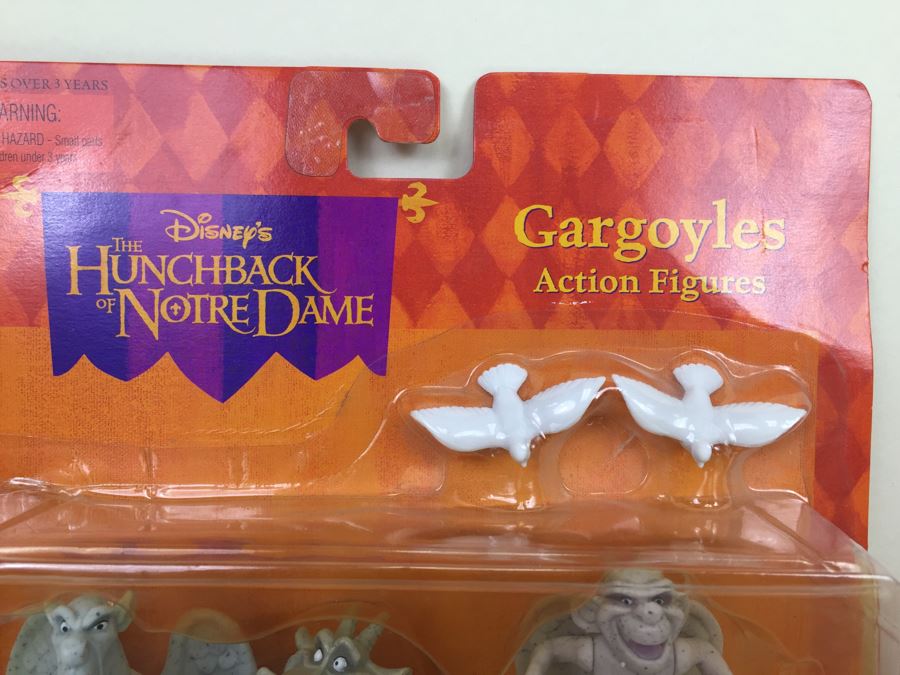 S OVER 3 YEARS
ARNING:
HAZARD - Small parts
dren under 3 years
DISNEY'S
THE
HUNCHBACK
OF NOTRE DAME
Gargoyles
Action Figures